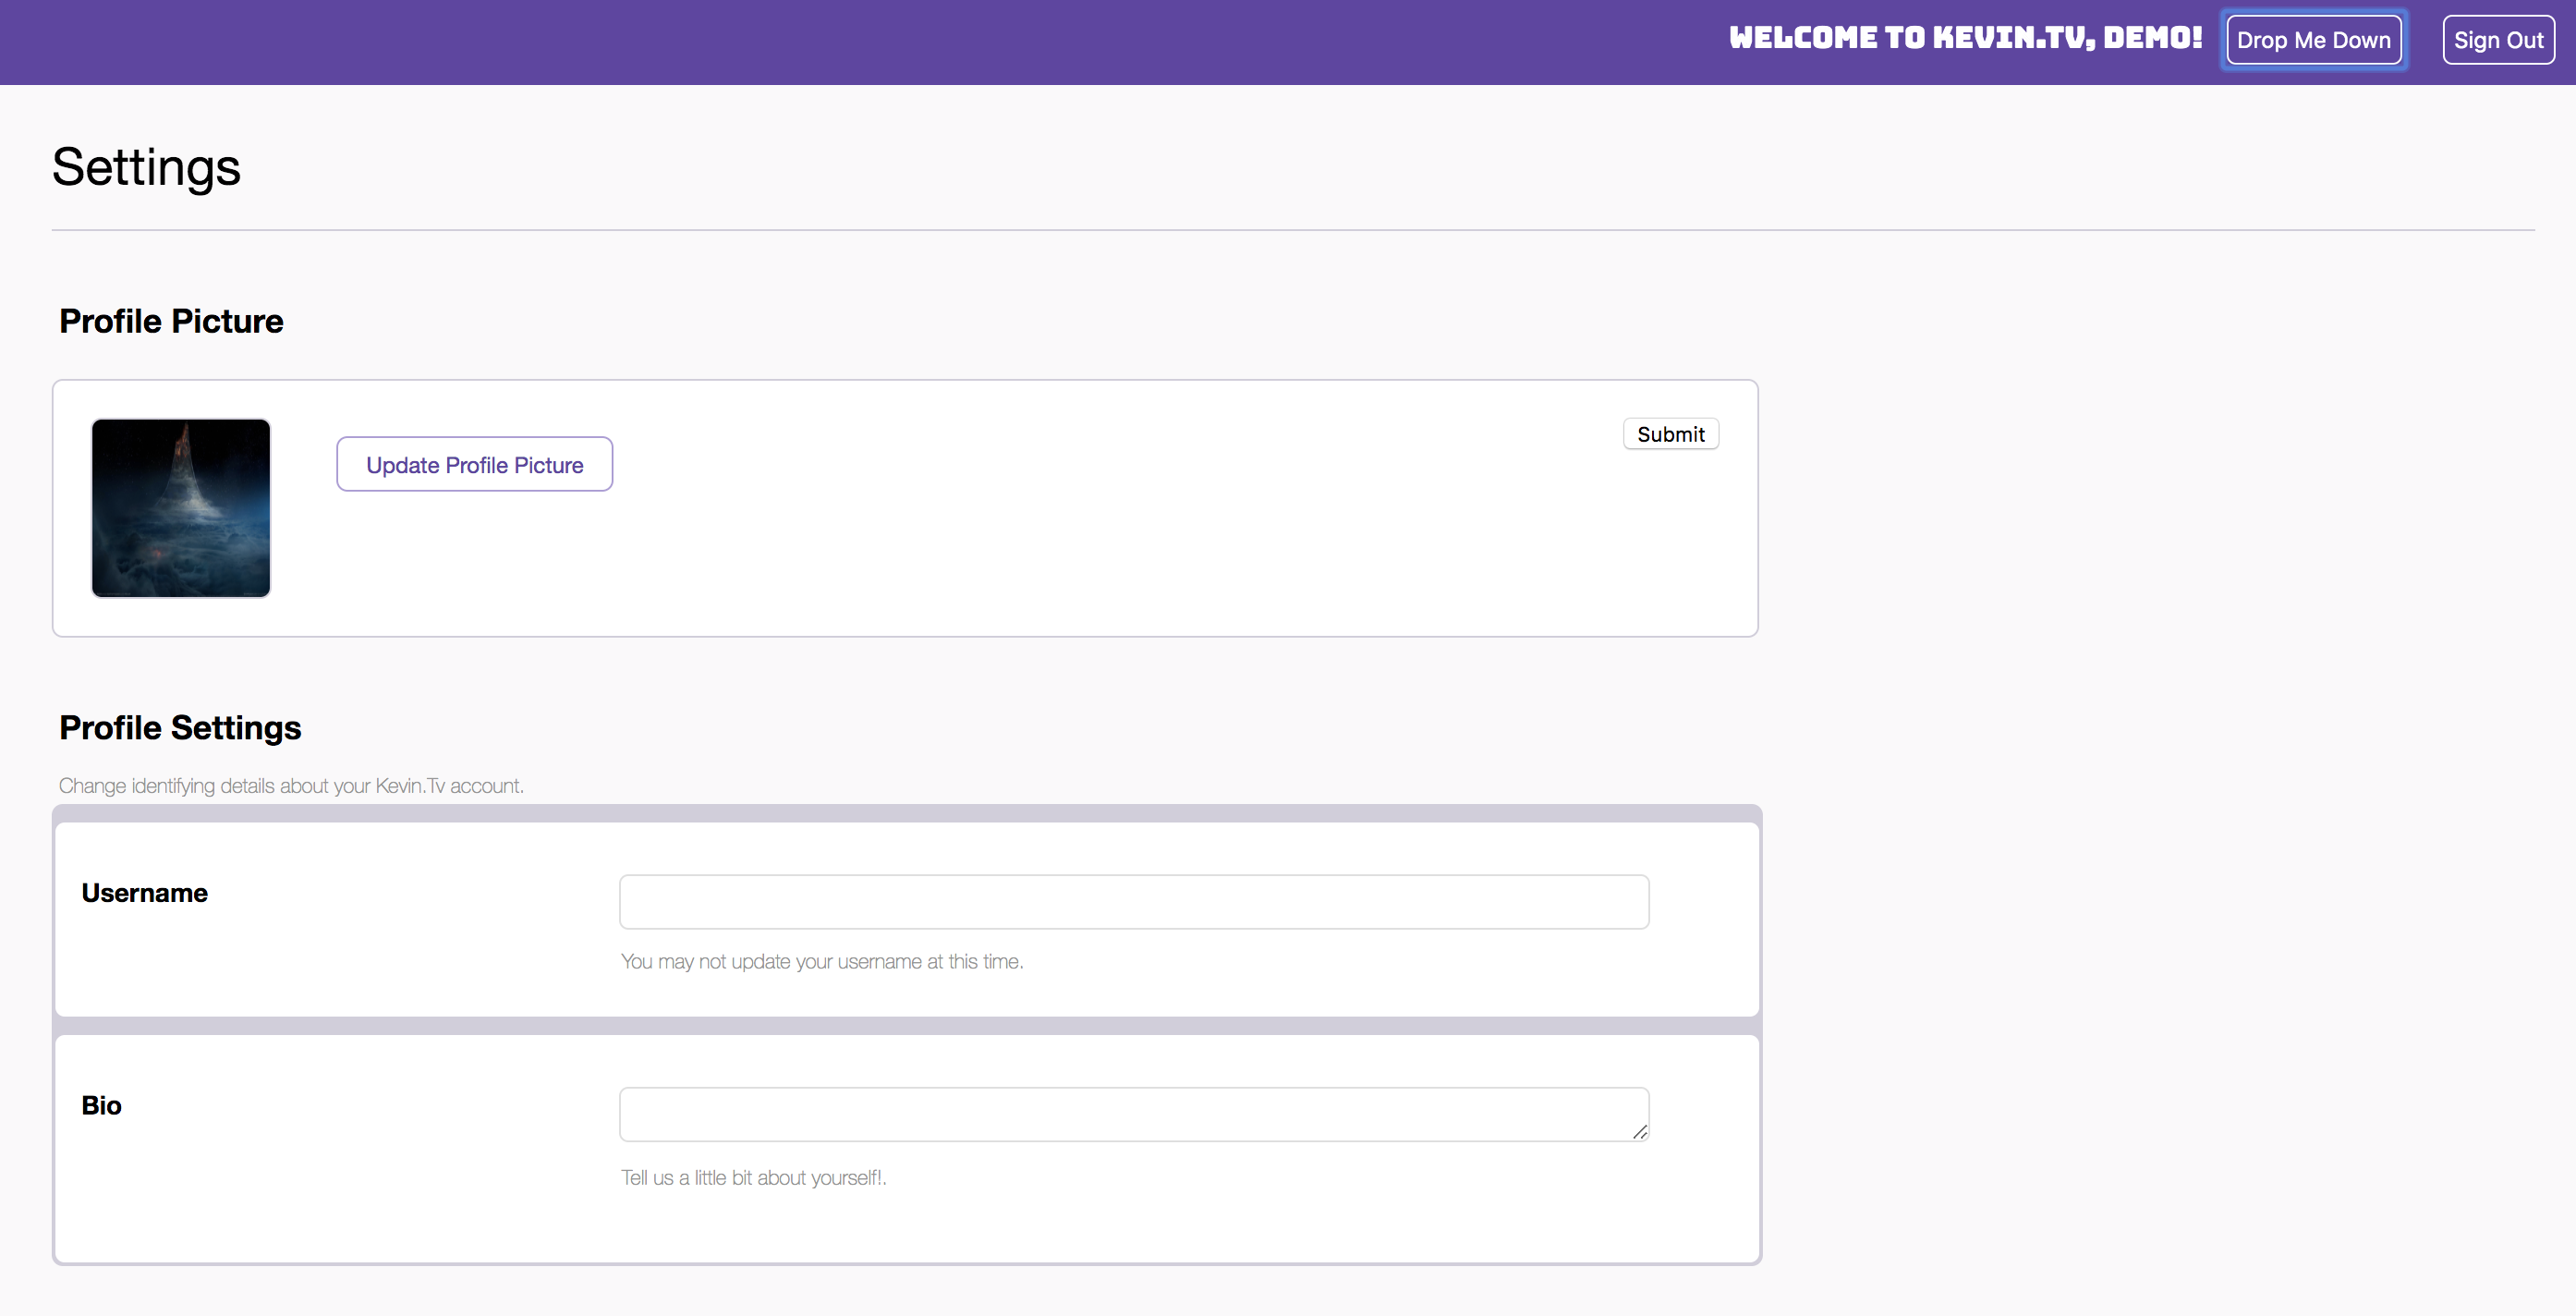 WELCOME TO KEVIN.TV, DEMO! Drop Me Down Sign Out
Settings
Profile Picture
Update Profile Picture
Submit
Profile Settings
Change identifying details about your Kevin.Tv account.
Username
You may not update your username at this time.
Bio
Tell us a little bit about yourself!.